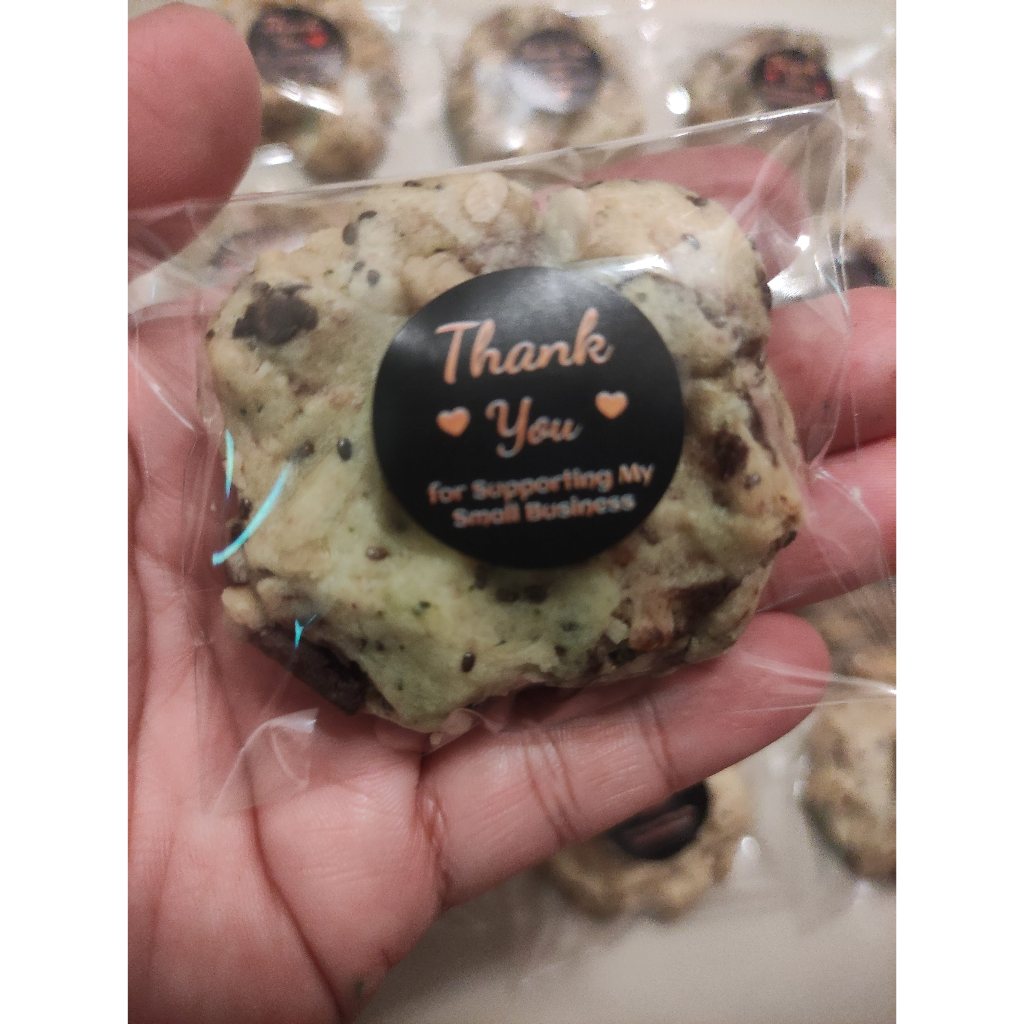 Thank
You
for Supporting My
Small Business